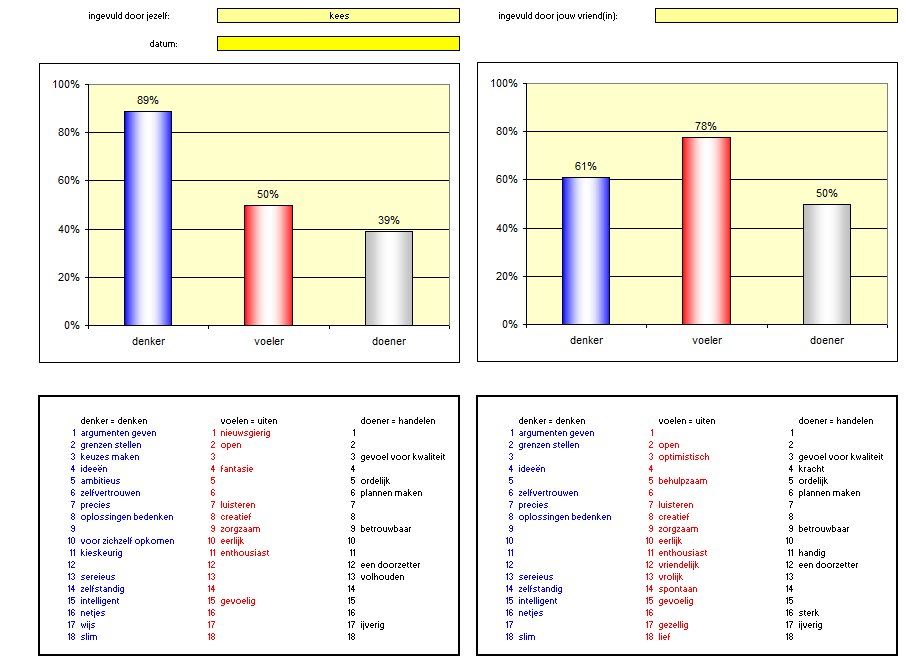 ingevuld door jezelf: kees ingevuld door jouw vriend(in):
datum:
100%
89%
80%
60%
50%
40%
39%
20%
0%
denker voeler doener
100%
80%
78%
61%
60%
50%
40%
20%
0%
denker voeler doener
denker = denken voelen = uiten doener = handelen
1 argumenten geven 1 nieuwsgierig 1
2 grenzen stellen 2 open 2
3 keuzes maken 3 3 gevoel voor kwaliteit
4 ideeën 4 fantasie 4
5 ambitieus 5 5 ordelijk
6 zelfvertrouwen 6 6 plannen maken
7 precies 7 luisteren 7
8 oplossingen bedenken 8 creatief 8
9 9 zorgzaam 9 betrouwbaar
10 voor zichzelf opkomen 10 eerlijk 10
11 kieskeurig 11 enthousiast 11
12 12 12 een doorzetter
13 sereieus 13 13 volhouden
14 zelfstandig 14 14
15 intelligent 15 gevoelig 15
16 netjes 16 16
17 wijs 17 17 ijverig
18 slim 18 18
denker = denken voelen = uiten doener = handelen
1 argumenten geven 1 1
2 grenzen stellen 2 open 2
3 3 optimistisch 3 gevoel voor kwaliteit
4 ideeën 4 4 kracht
5 5 behulpzaam 5 ordelijk
6 zelfvertrouwen 6 6 plannen maken
7 precies 7 luisteren 7
8 oplossingen bedenken 8 creatief 8
9 9 zorgzaam 9 betrouwbaar
10 10 eerlijk 10
11 11 enthousiast 11 handig
12 12 vriendelijk 12 een doorzetter
13 sereieus 13 vrolijk 13
14 zelfstandig 14 spontaan 14
15 intelligent 15 gevoelig 15
16 netjes 16 16 sterk
17 17 gezellig 17 ijverig
18 slim 18 lief 18